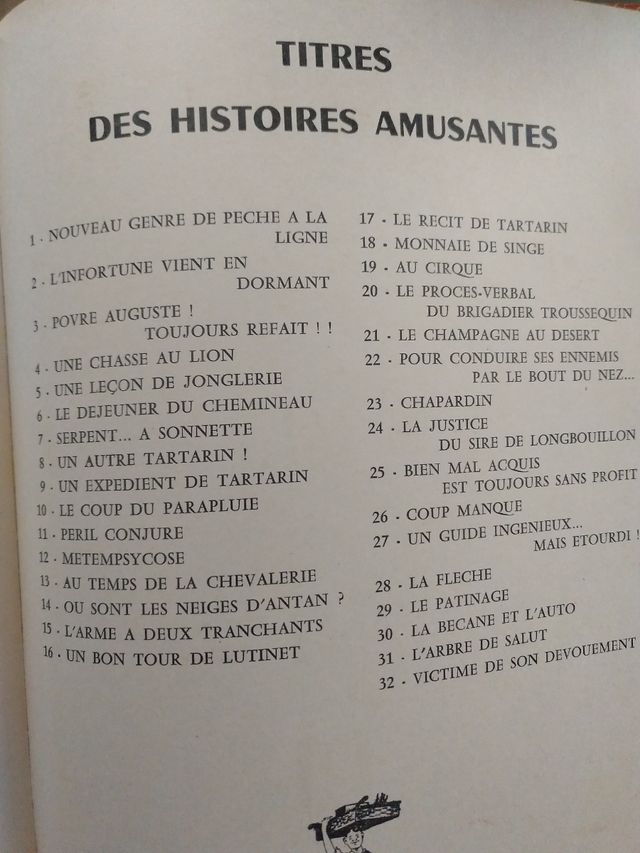 TITRES
DES HISTOIRES AMUSANTES
1 - NOUVEAU GENRE DE PECHE A LA
LIGNE
2 - L'INFORTUNE VIENT EN
DORMANT
3 - POVRE AUGUSTE !
TOUJOURS REFAIT ! !
4 - UNE CHASSE AU LION
5 - UNE LEÇON DE JONGLERIE
6 - LE DEJEUNER DU CHEMINEAU
7 - SERPENT... A SONNETTE
8 - UN AUTRE TARTARIN !
9 - UN EXPEDIENT DE TARTARIN
10 - LE COUP DU PARAPLUIE
11 - PERIL CONJURE
12 - METEMPSYCOSE
13 - AU TEMPS DE LA CHEVALERIE
14 - OU SONT LES NEIGES D'ANTAN ?
15 - L'ARME A DEUX TRANCHANTS
16 - UN BON TOUR DE LUTINET
17 - LE RECIT DE TARTARIN
18 - MONNAIE DE SINGE
19 - AU CIRQUE
20 - LE PROCES-VERBAL
DU BRIGADIER TROUSSEQUIN
21 - LE CHAMPAGNE AU DESERT
22 - POUR CONDUIRE SES ENNEMIS
PAR LE BOUT DU NEZ...
23 - CHAPARDIN
24 - LA JUSTICE
DU SIRE DE LONGBOUILLON
25 - BIEN MAL ACQUIS
EST TOUJOURS SANS PROFIT
26 - COUP MANQUE
27 - UN GUIDE INGENIEUX...
MAIS ETOURDI !
28 - LA FLECHE
29 - LE PATINAGE
30 - LA BECANE ET L'AUTO
31 - L'ARBRE DE SALUT
32 - VICTIME DE SON DEVOUEMENT